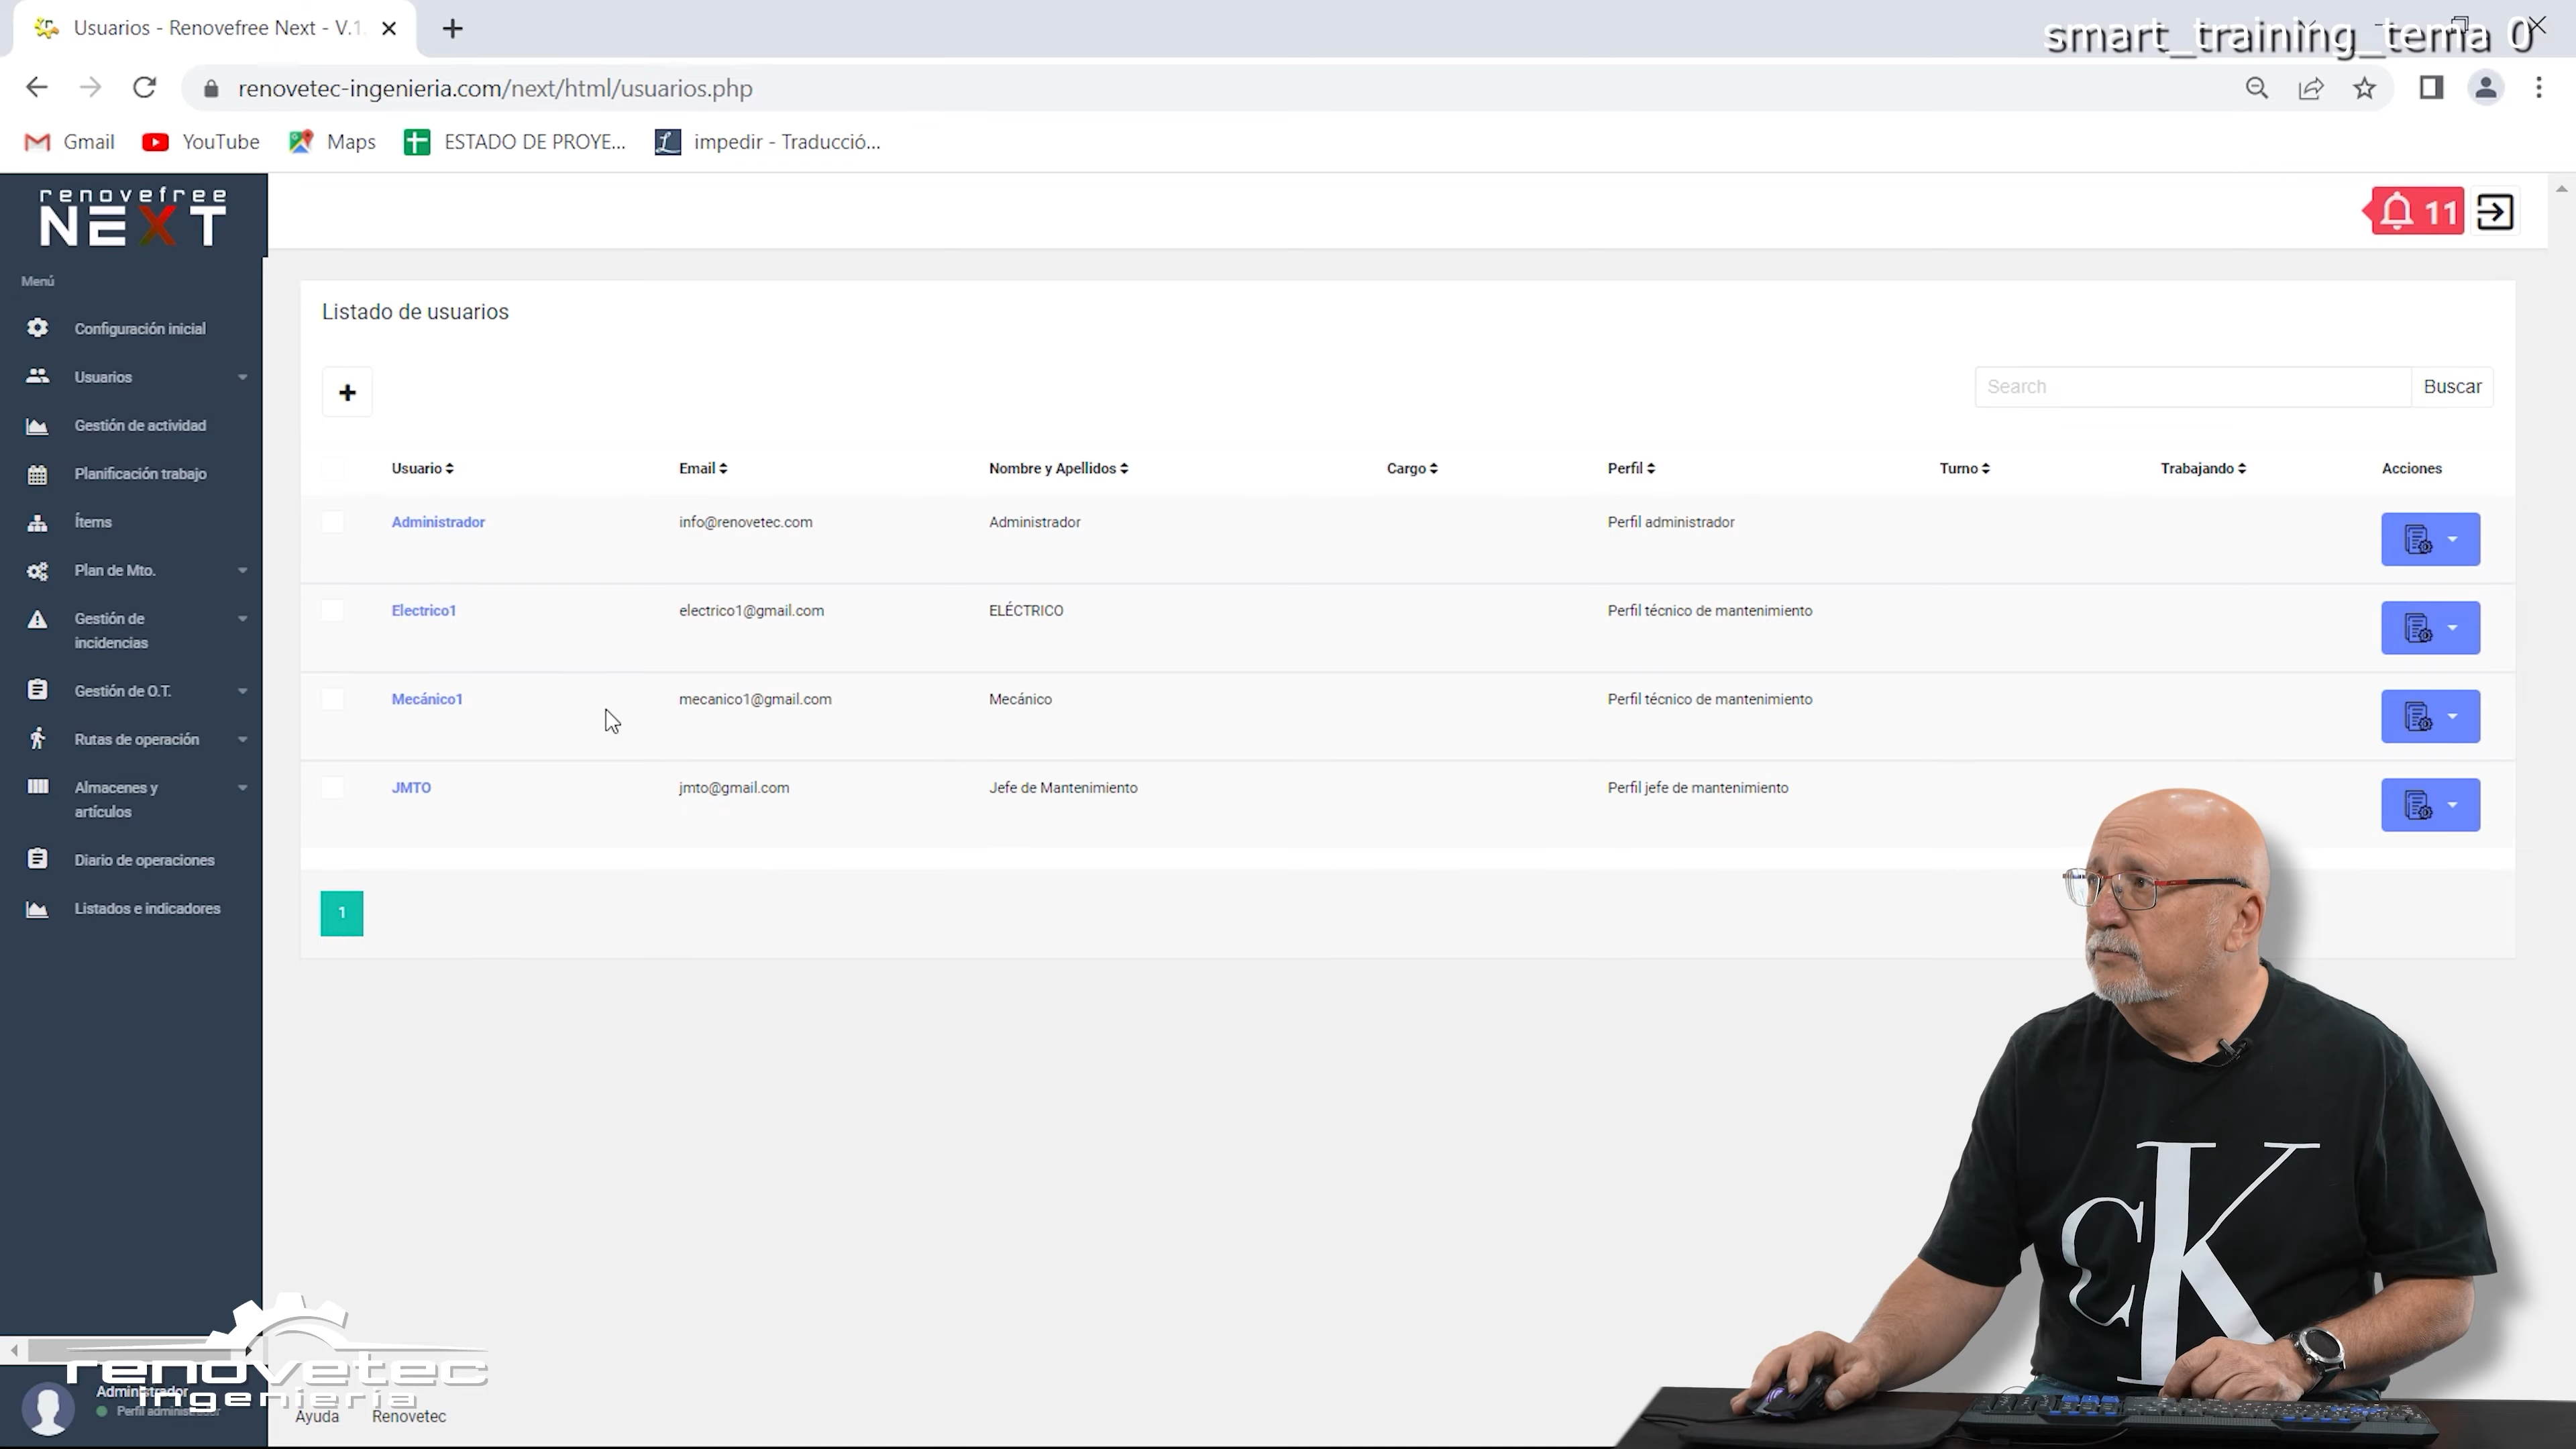 Usuarios - Renovefree Next - V.1.
smart_training_tema 0
renovetec-ingenieria.com/next/html/usuarios.php
Gmail
YouTube
Maps
ESTADO DE PROYE...
impedir - Traducció...
renovefree
NEXT
11
Menú
Configuración inicial
Usuarios
Gestión de actividad
Planificación trabajo
Ítems
Plan de Mto.
Gestión de
incidencias
Gestión de O.T.
Rutas de operación
Almacenes y
artículos
Diario de operaciones
Listados e indicadores
Listado de usuarios
+
Search
Buscar
Usuario Email Nombre y Apellidos Cargo Perfil Turno Trabajando Acciones
Administrador info@renovetec.com Administrador Perfil administrador
Electrico1 electrico1@gmail.com ELÉCTRICO Perfil técnico de mantenimiento
Mecánico1 mecanico1@gmail.com Mecánico Perfil técnico de mantenimiento
JMTO jmto@gmail.com Jefe de Mantenimiento Perfil jefe de mantenimiento
1
CK
renovetec
ingenieria
Administrador
Perfil administrador
Ayuda
Renovetec